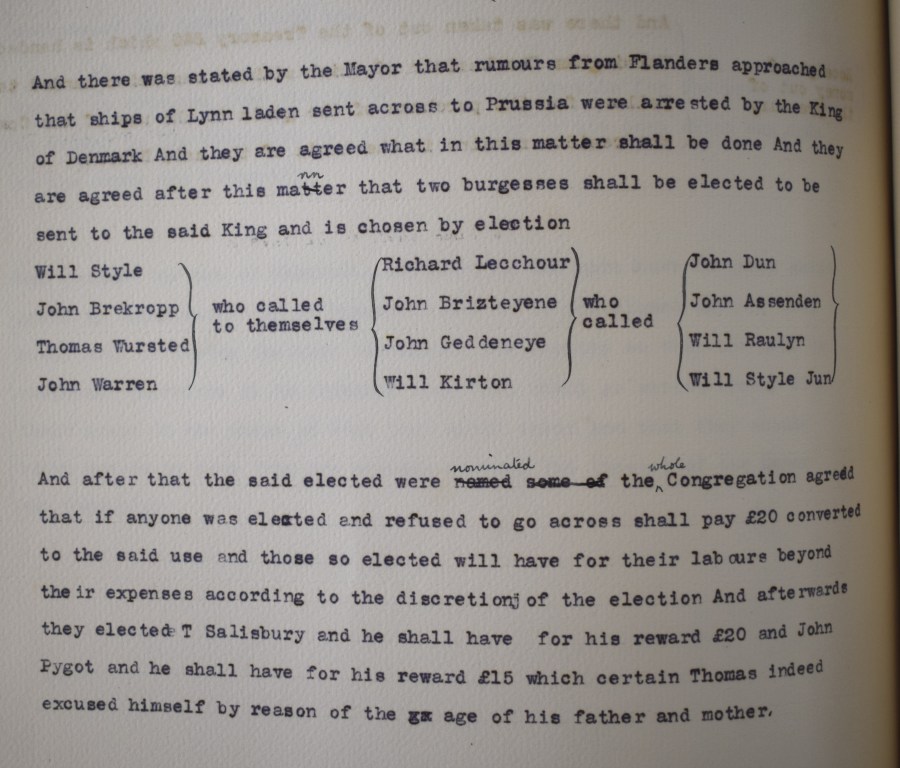 And there was stated by the Mayor that rumours from Flanders approached
that ships of Lynn laden sent across to Prussia were arrested by the King
of Denmark And they are agreed what in this matter shall be done And they
nn
are agreed after this matter that two burgesses shall be elected to be
sent to the said King and is chosen by election
Will Style
John Brekropp
Thomas Wursted
John Warren
who called
to themselves
Richard Lecchour
John Brizteyene
John Geddeneye
Will Kirton
who
called
John Dun
John Assenden
Will Raulyn
Will Style Jun
nominated whole
And after that the said elected were named some of the Congregation agreed
that if anyone was elected and refused to go across shall pay £20 converted
to the said use and those so elected will have for their labours beyond
their expenses according to the discretion of the election And afterwards
they elected T Salisbury and he shall have for his reward £20 and John
Pygot and he shall have for his reward £15 which certain Thomas indeed
excused himself by reason of the age of his father and mother.